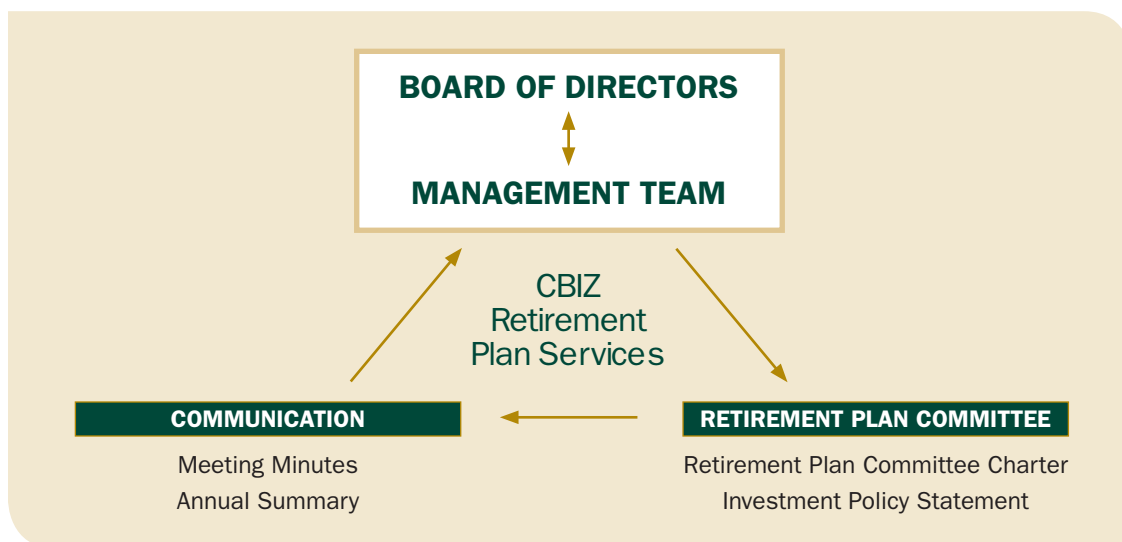 BOARD OF DIRECTORS
MANAGEMENT TEAM
CBIZ
Retirement
Plan Services
COMMUNICATION
Meeting Minutes
Annual Summary
RETIREMENT PLAN COMMITTEE
Retirement Plan Committee Charter
Investment Policy Statement